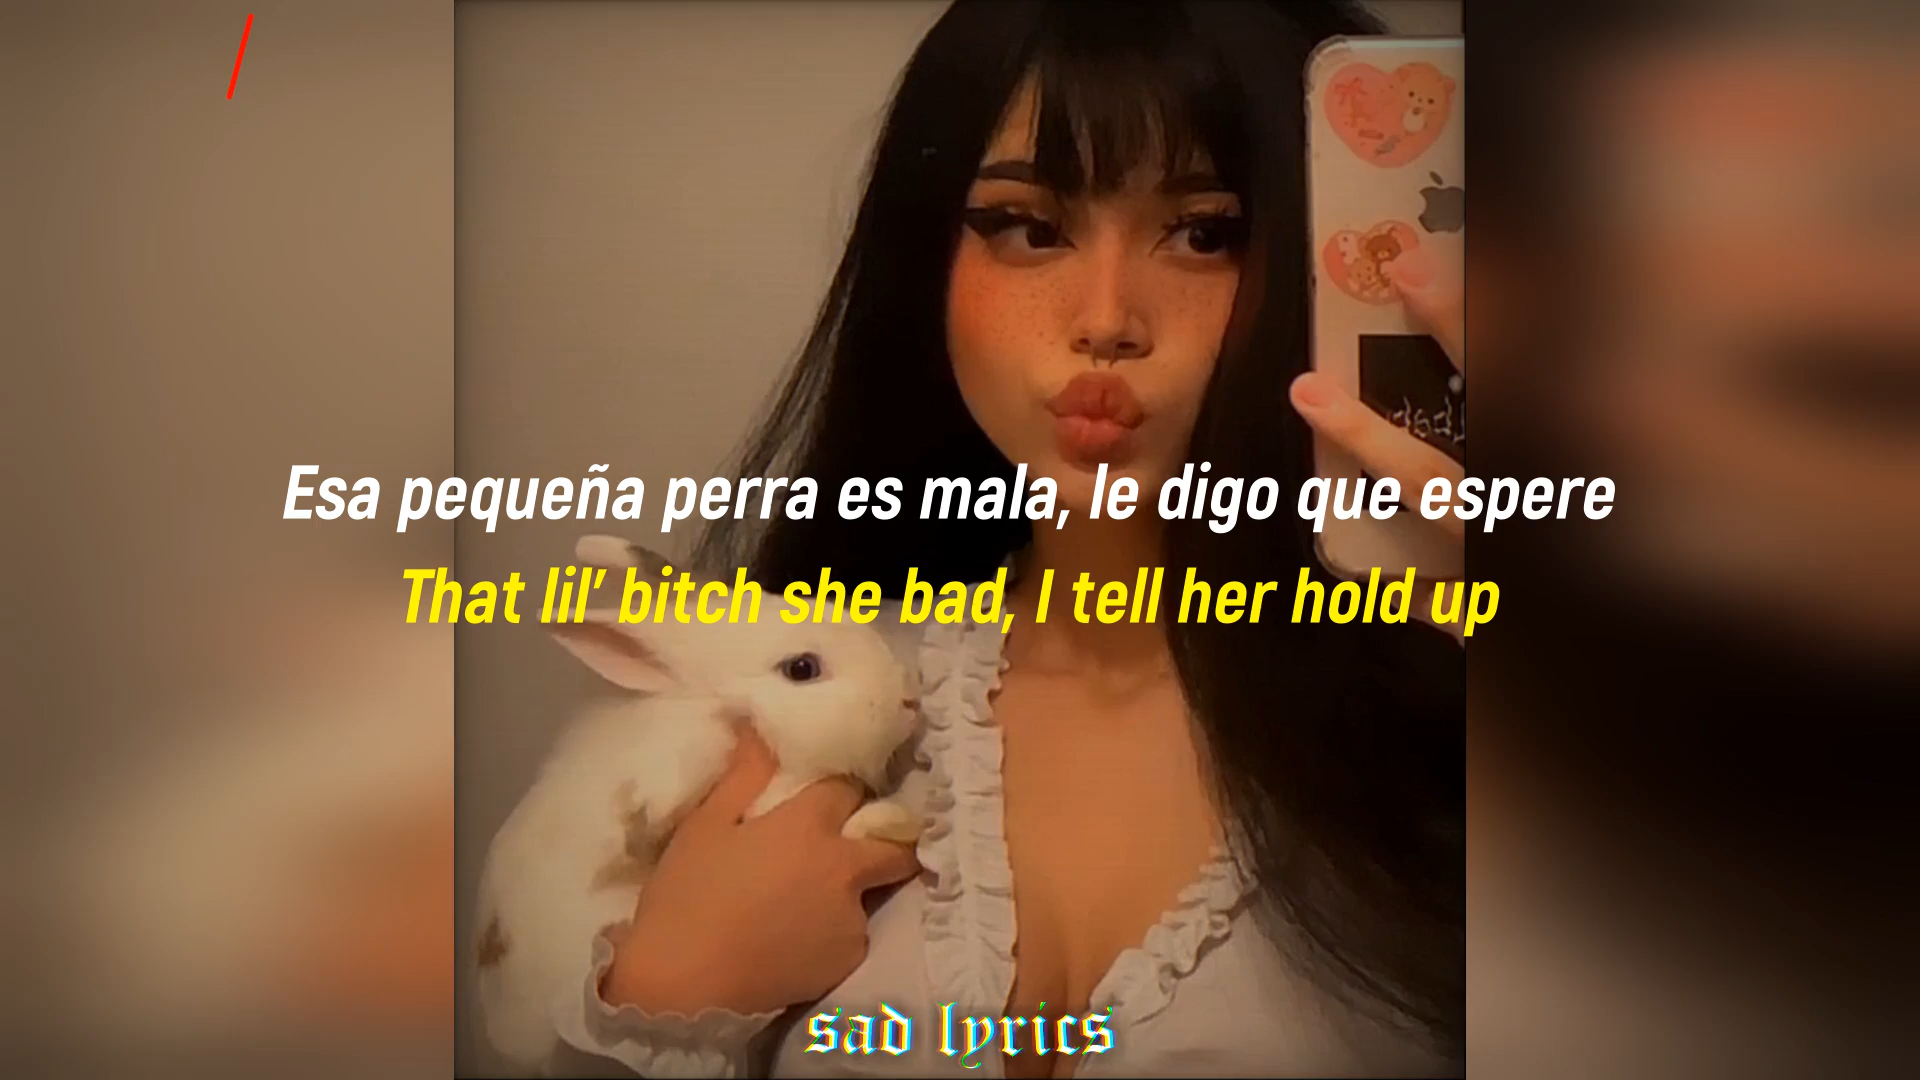 Esa pequeña perra es mala, le digo que espere
That lil’ bitch she bad, I tell her hold up
sad lyrics